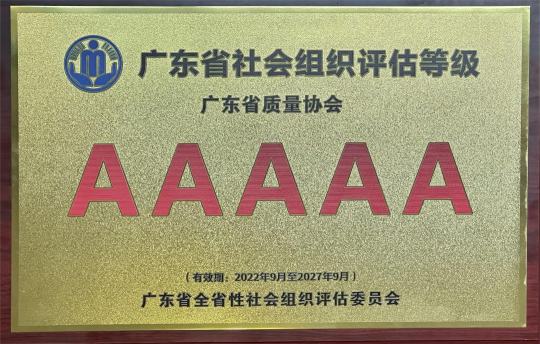 广东省社会组织评估等级
广东省质量协会
AAAAA
（有效期：2022年9月至2027年9月）
广东省全省性社会组织评估委员会